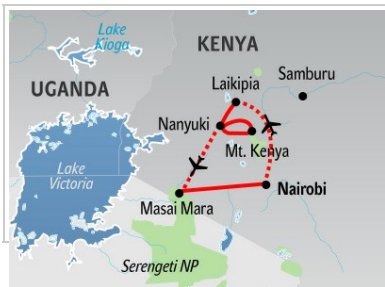 Lake
Kioga
KENYA
Samburu
Laikipia
UGANDA
Nanyuki
Mt. Kenya
Lake
Victoria
Nairobi
Masai Mara
Serengeti NP